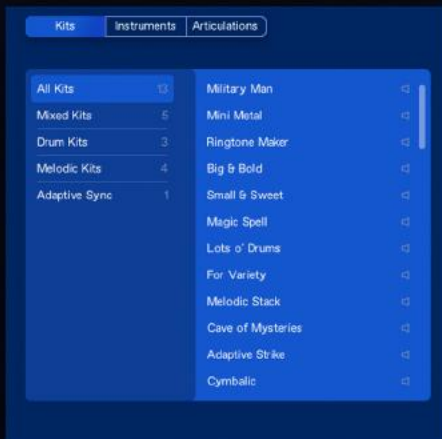 Kits Instruments Articulations
All Kits 13
Mixed Kits 5
Drum Kits 3
Melodic Kits 4
Adaptive Sync 1
Military Man
Mini Metal
Ringtone Maker
Big & Bold
Small & Sweet
Magic Spell
Lots o' Drums
For Variety
Melodic Stack
Cave of Mysteries
Adaptive Strike
Cymbalic